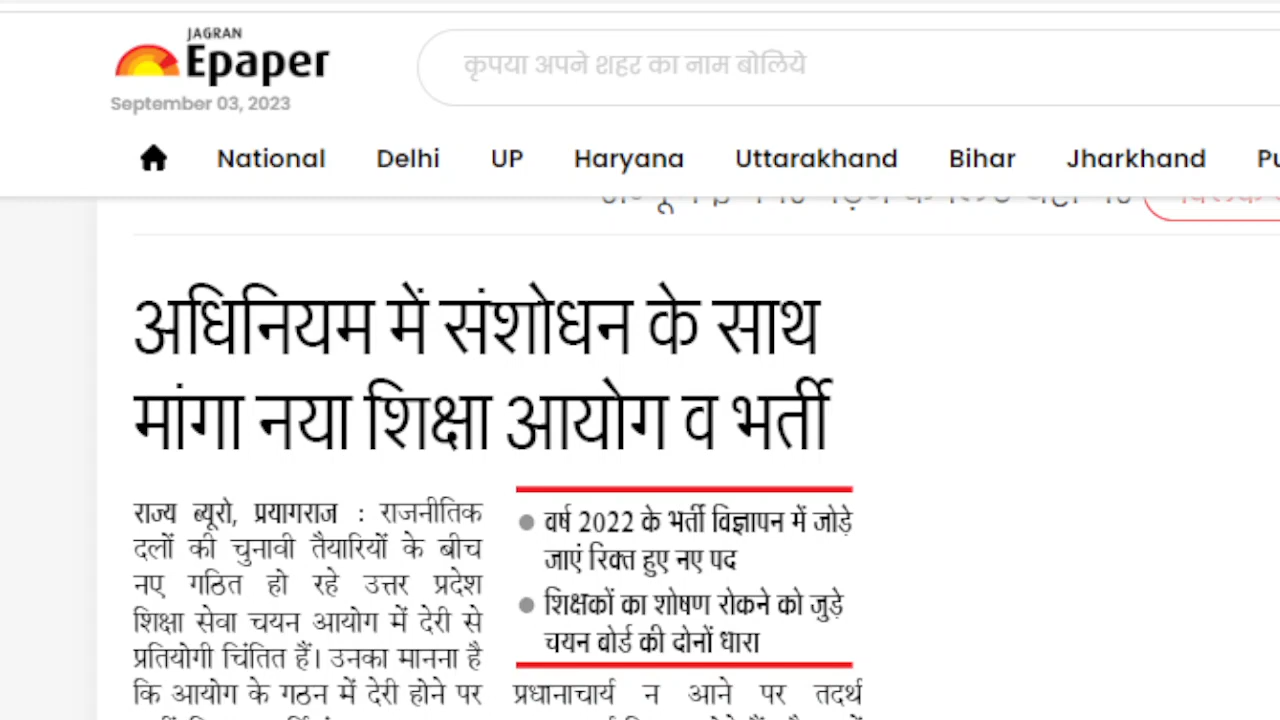 JAGRAN
Epaper
September 03, 2023
कृपया अपने शहर का नाम बोलिये
National Delhi UP Haryana Uttarakhand Bihar Jharkhand
अधिनियम में संशोधन के साथ
मांगा नया शिक्षा आयोग व भर्ती
राज्य ब्यूरो, प्रयागराज : राजनीतिक
दलों की चुनावी तैयारियों के बीच
नए गठित हो रहे उत्तर प्रदेश
शिक्षा सेवा चयन आयोग में देरी से
प्रतियोगी चिंतित हैं। उनका मानना है
कि आयोग के गठन में देरी होने पर
वर्ष 2022 के भर्ती विज्ञापन में जोड़े
जाएं रिक्त हुए नए पद
शिक्षकों का शोषण रोकने को जुड़े
चयन बोर्ड की दोनों धारा
प्रधानाचार्य न आने पर तदर्थ